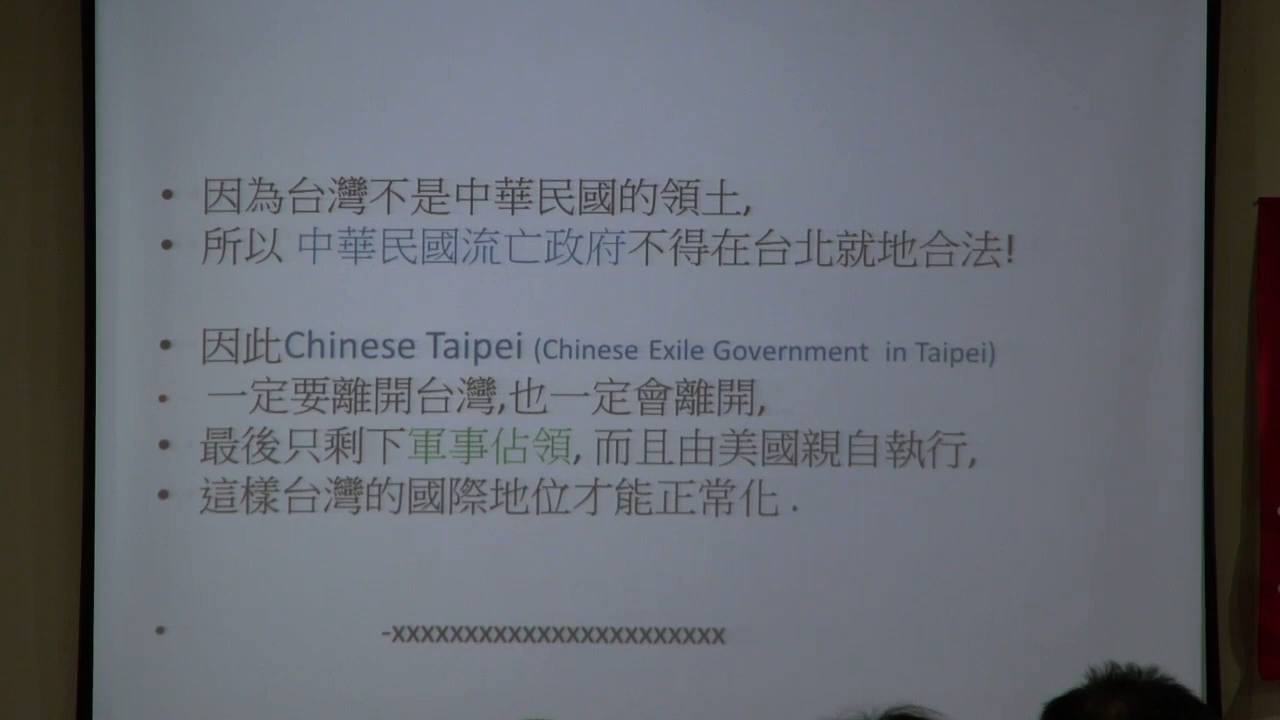 • 因為台灣不是中華民國的領土,
• 所以 中華民國流亡政府不得在台北就地合法!
• 因此Chinese Taipei (Chinese Exile Government in Taipei)
• 一定要離開台灣,也一定會離開,
• 最後只剩下軍事佔領, 而且由美國親自執行,
• 這樣台灣的國際地位才能正常化 .
• -xxxxxxxxxxxxxxxxxxxxxxx